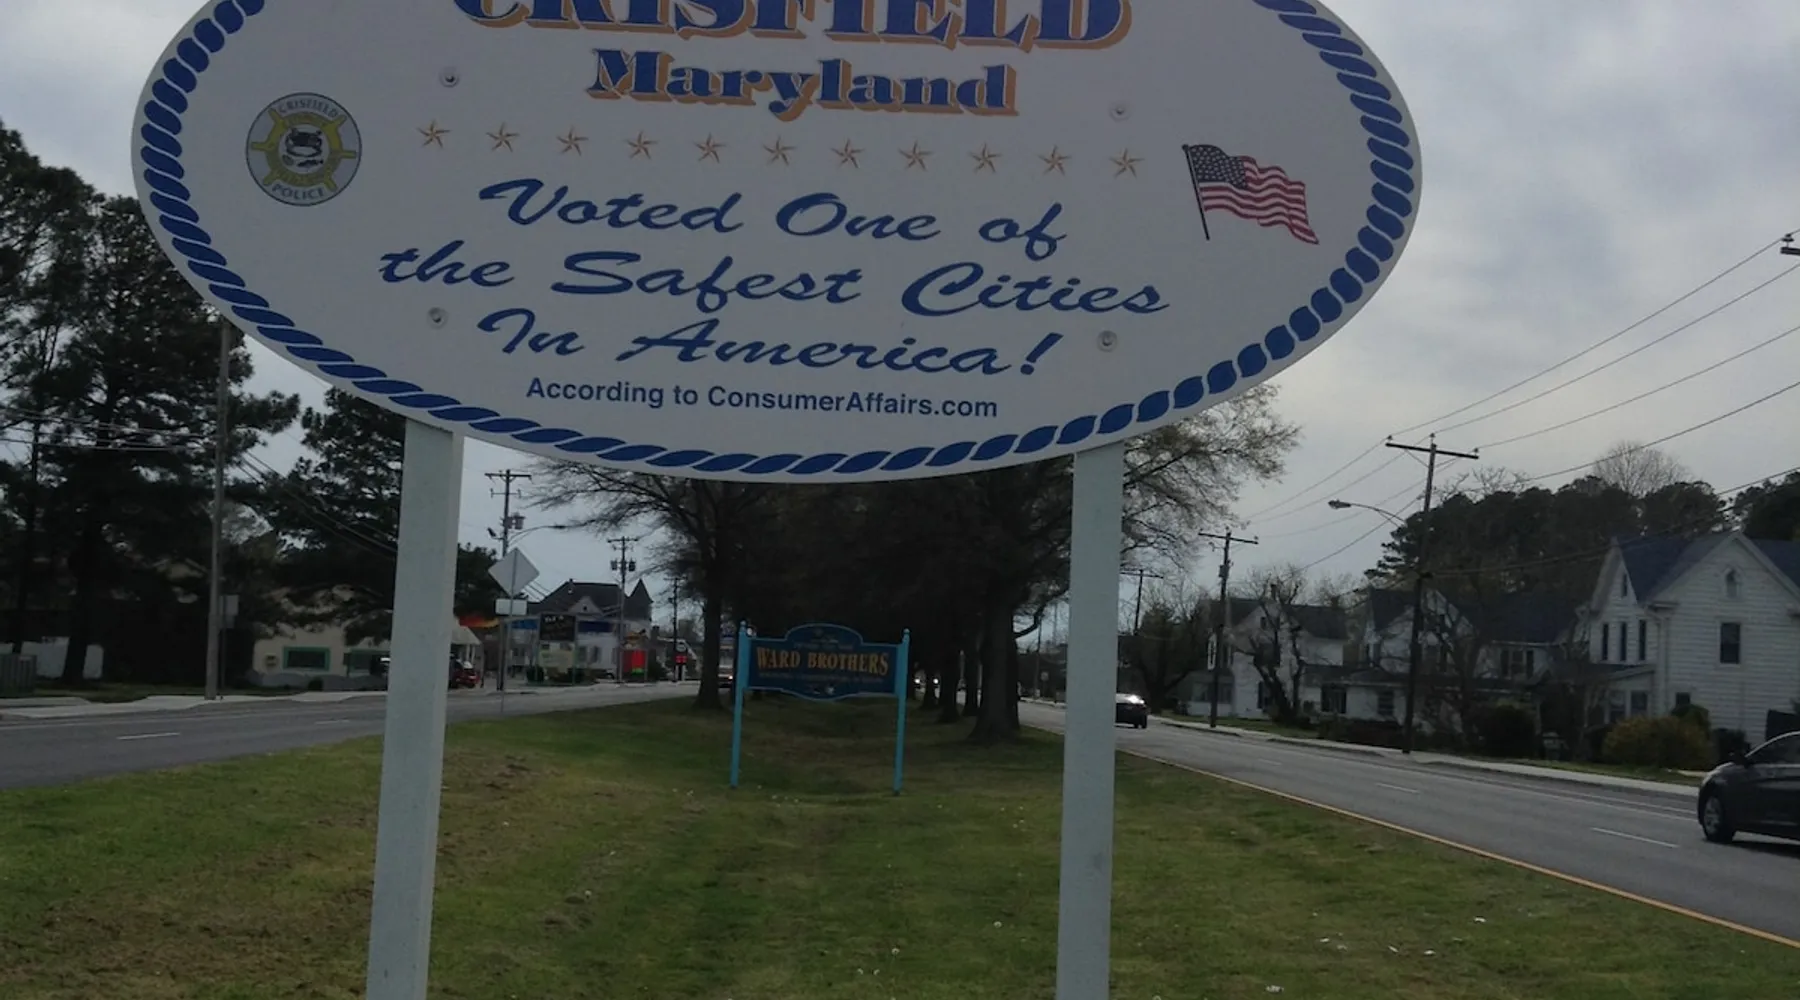 CRISFIELD
Maryland
CRISFIELD
POLICE
Voted One of
the Safest Cities
In America!
According to ConsumerAffairs.com
WARD BROTHERS